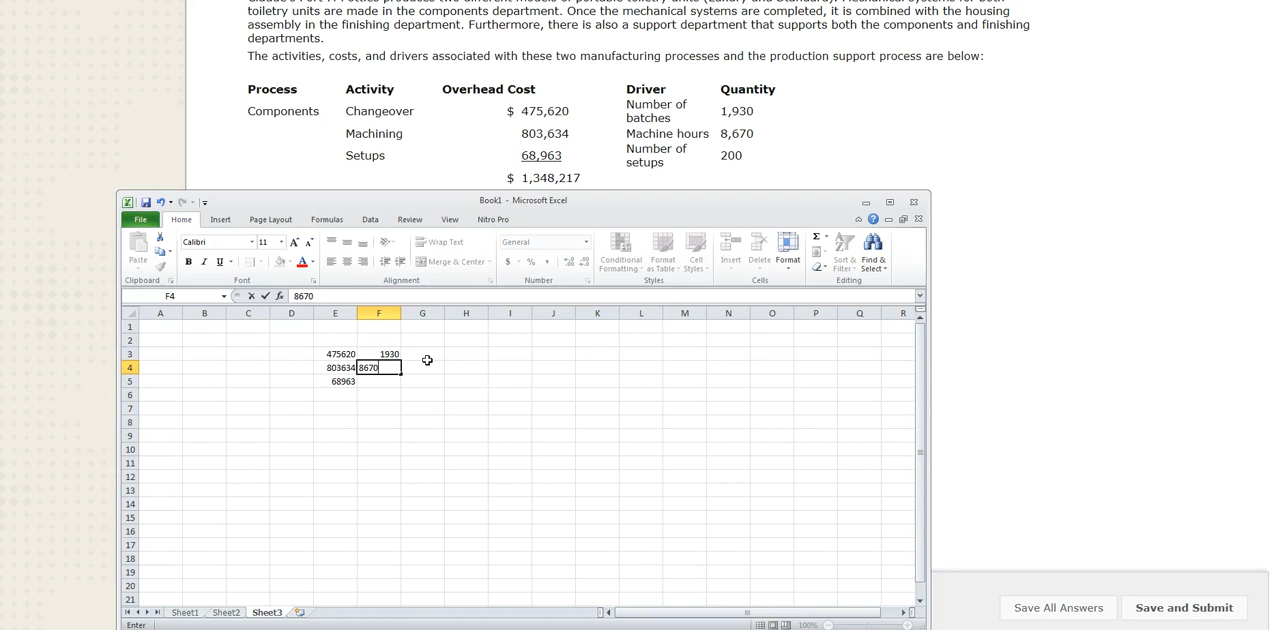 toiletry units are made in the components department. Once the mechanical systems are completed, it is combined with the housing
assembly in the finishing department. Furthermore, there is also a support department that supports both the components and finishing
departments.
The activities, costs, and drivers associated with these two manufacturing processes and the production support process are below:
Process Activity Overhead Cost Driver Quantity
Components Changeover $ 475,620 Number of batches 1,930
Machining 803,634 Machine hours 8,670
Setups 68,963 Number of setups 200
$ 1,348,217
Book1 - Microsoft Excel
File Home Insert Page Layout Formulas Data Review View Nitro Pro
Paste
Calibri 11
B I U
Wrap Text
Merge & Center
General
$ % ,
Conditional Formatting
Format as Table
Cell Styles
Insert Delete Format
Sort & Filter
Find & Select
Clipboard Font Alignment Number Styles Cells Editing
F4 fx 8670
A B C D E F G H I J K L M N O P Q R
1
2
3 475620 1930
4 803634 8670
5 68963
6
7
8
9
10
11
12
13
14
15
16
17
18
19
20
21
Sheet1 Sheet2 Sheet3
Enter 100%
Save All Answers Save and Submit